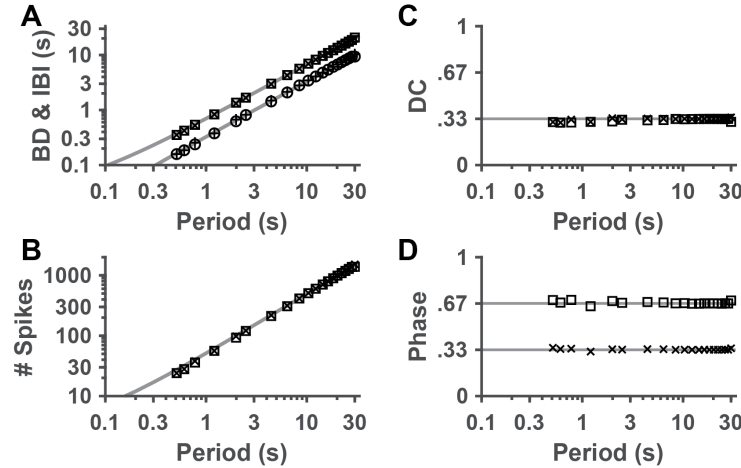 A
BD & IBI (s)
30
10
3
1
0.3
0.1
0.1 0.3 1 3 10 30
Period (s)
C
DC
1
.67
.33
0
0.1 0.3 1 3 10 30
Period (s)
B
# Spikes
1000
300
100
30
10
0.1 0.3 1 3 10 30
Period (s)
D
Phase
1
.67
.33
0
0.1 0.3 1 3 10 30
Period (s)